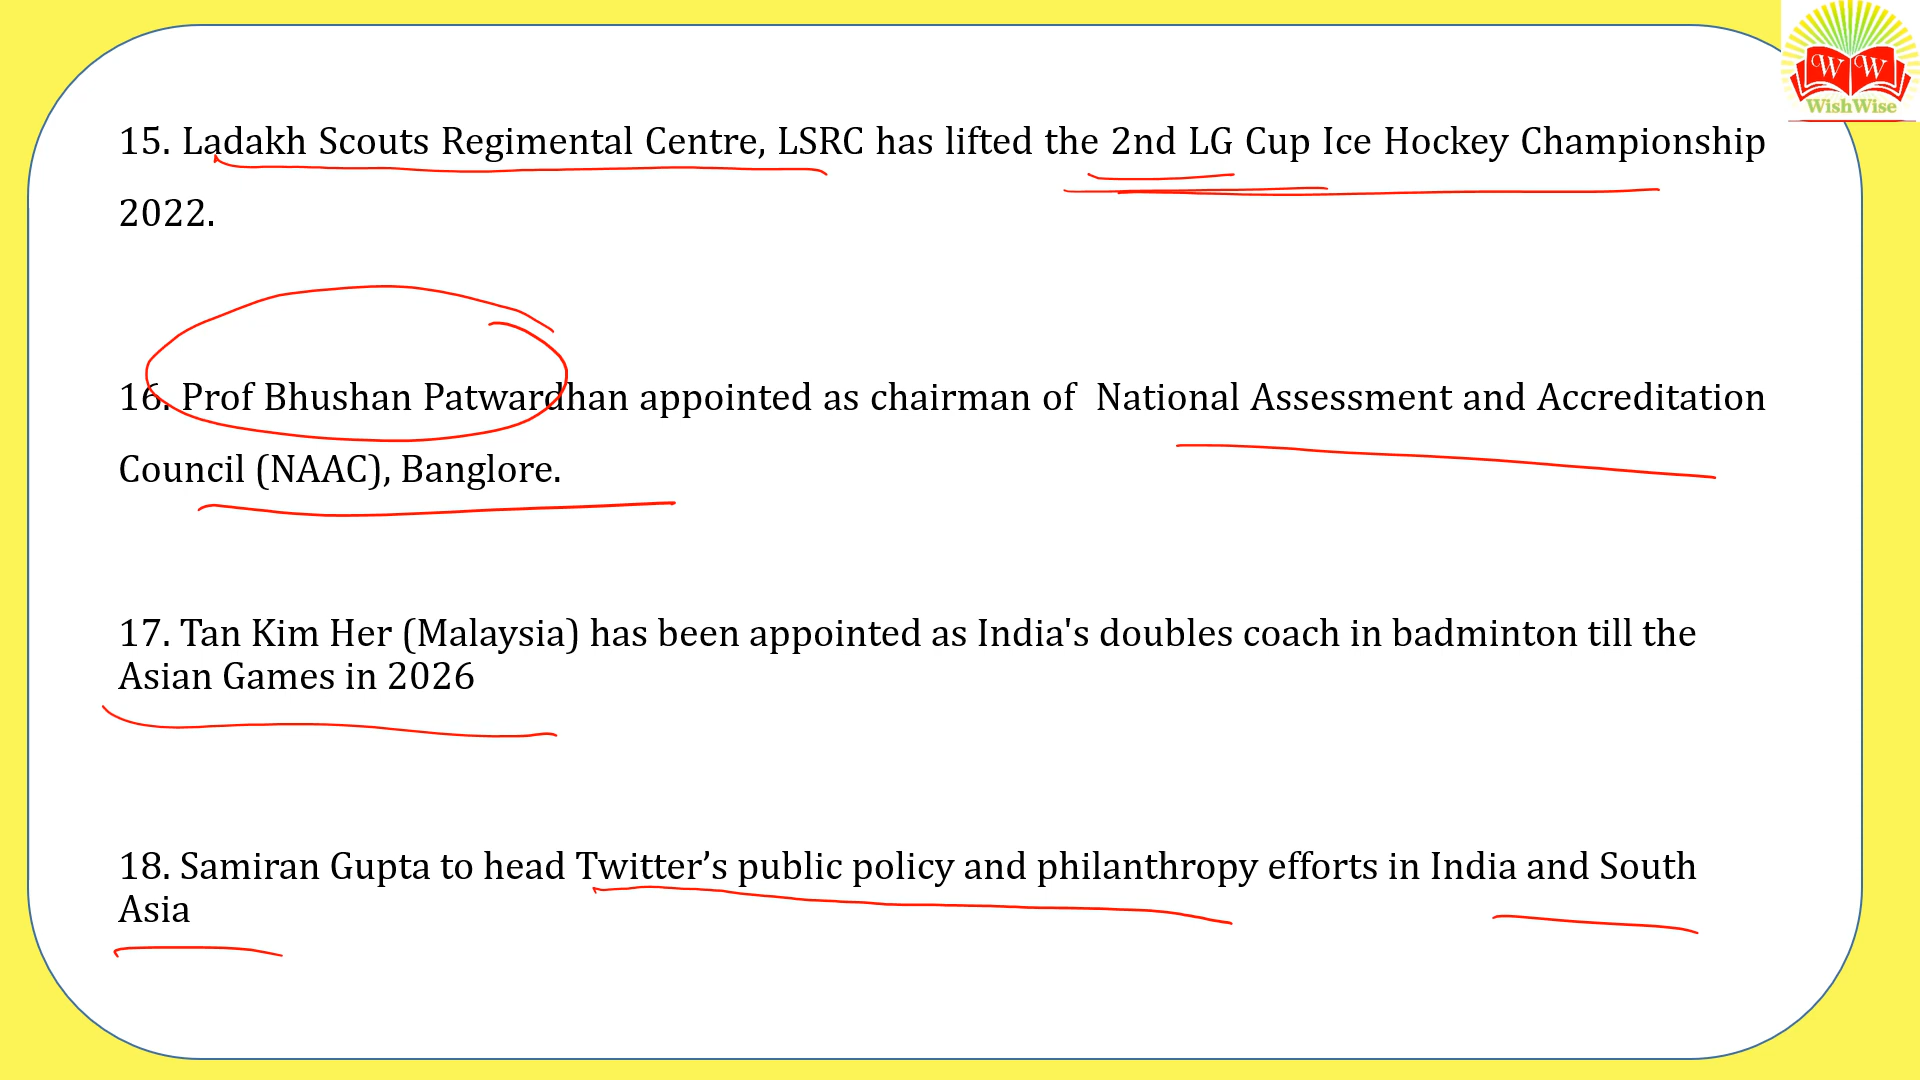 W W
WishWise
15. Ladakh Scouts Regimental Centre, LSRC has lifted the 2nd LG Cup Ice Hockey Championship
2022.
16. Prof Bhushan Patwardhan appointed as chairman of National Assessment and Accreditation
Council (NAAC), Banglore.
17. Tan Kim Her (Malaysia) has been appointed as India's doubles coach in badminton till the
Asian Games in 2026
18. Samiran Gupta to head Twitter’s public policy and philanthropy efforts in India and South
Asia